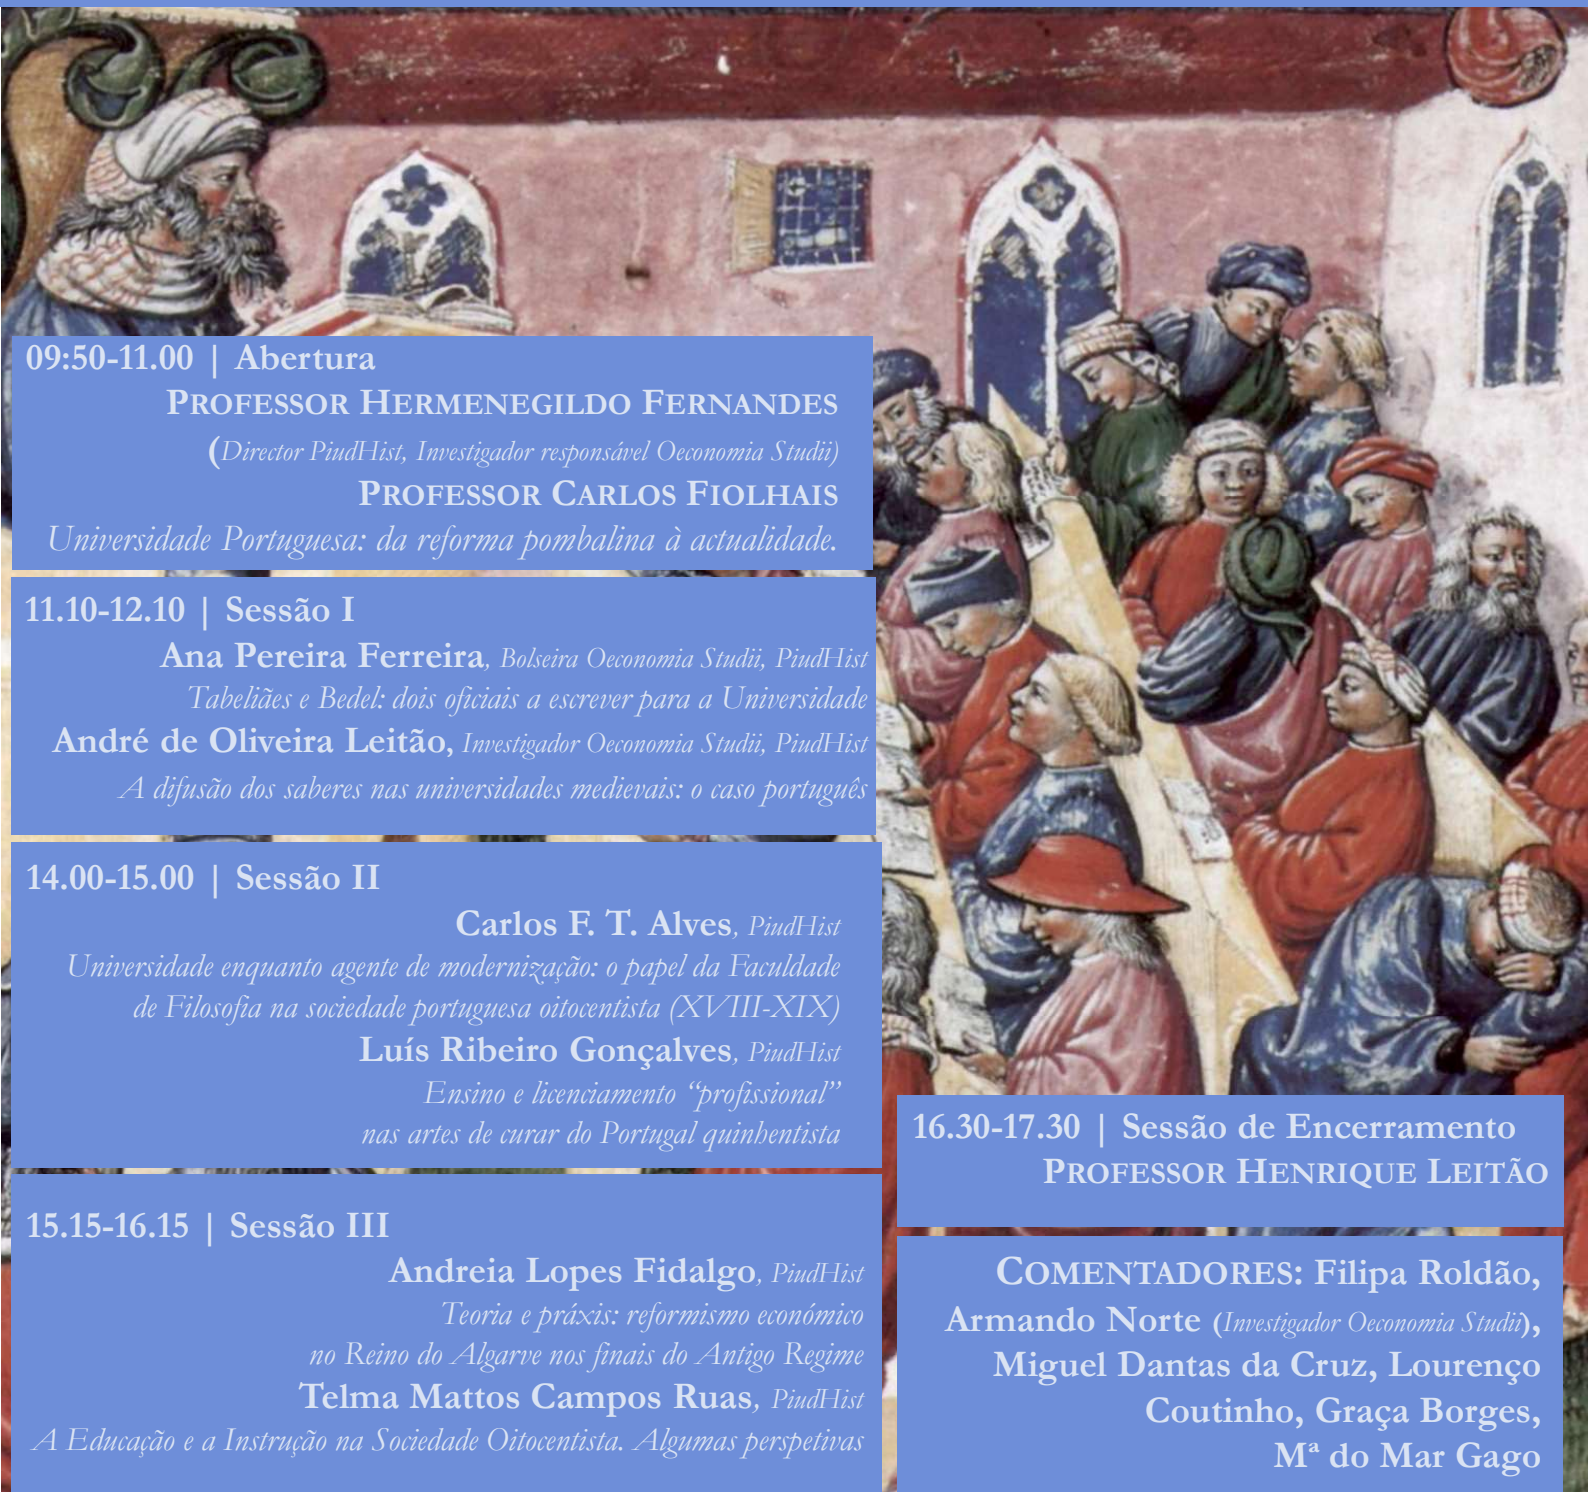 09:50-11.00 | Abertura
PROFESSOR HERMENEGILDO FERNANDES
(Director PiudHist, Investigador responsável Oeconomia Studii)
PROFESSOR CARLOS FIOLHAIS
Universidade Portuguesa: da reforma pombalina à actualidade.
11.10-12.10 | Sessão I
Ana Pereira Ferreira, Bolseira Oeconomia Studii, PiudHist
Tabeliães e Bedel: dois oficiais a escrever para a Universidade
André de Oliveira Leitão, Investigador Oeconomia Studii, PiudHist
A difusão dos saberes nas universidades medievais: o caso português
14.00-15.00 | Sessão II
Carlos F. T. Alves, PiudHist
Universidade enquanto agente de modernização: o papel da Faculdade
de Filosofia na sociedade portuguesa oitocentista (XVIII-XIX)
Luís Ribeiro Gonçalves, PiudHist
Ensino e licenciamento “profissional”
nas artes de curar do Portugal quinhentista
15.15-16.15 | Sessão III
Andreia Lopes Fidalgo, PiudHist
Teoria e práxis: reformismo económico
no Reino do Algarve nos finais do Antigo Regime
Telma Mattos Campos Ruas, PiudHist
A Educação e a Instrução na Sociedade Oitocentista. Algumas perspetivas
16.30-17.30 | Sessão de Encerramento
PROFESSOR HENRIQUE LEITÃO
COMENTADORES: Filipa Roldão,
Armando Norte (Investigador Oeconomia Studii),
Miguel Dantas da Cruz, Lourenço
Coutinho, Graça Borges,
Mª do Mar Gago